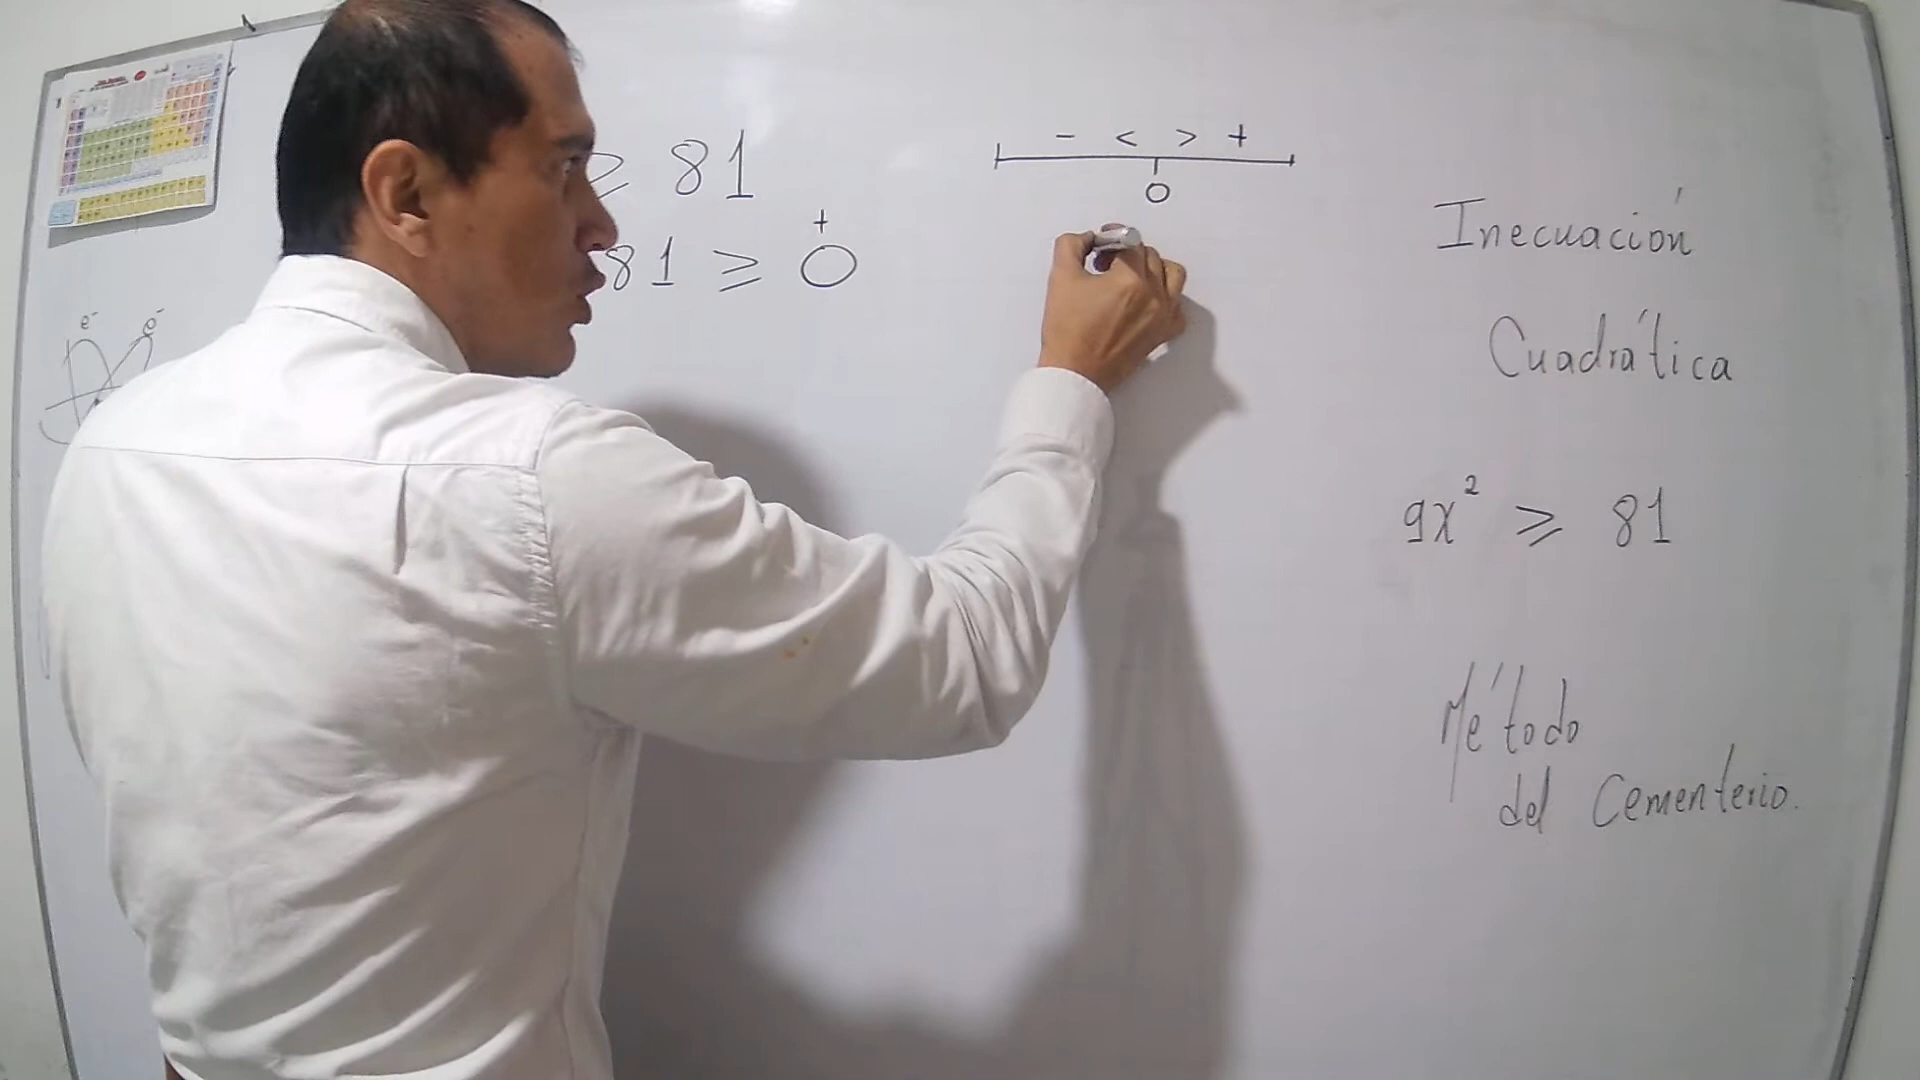 ≥ 81
81 ≥ 0
+
- < > +
0
Inecuación
Cuadrática
9x² ≥ 81
Método
del Cementerio.
e⁻ e⁻